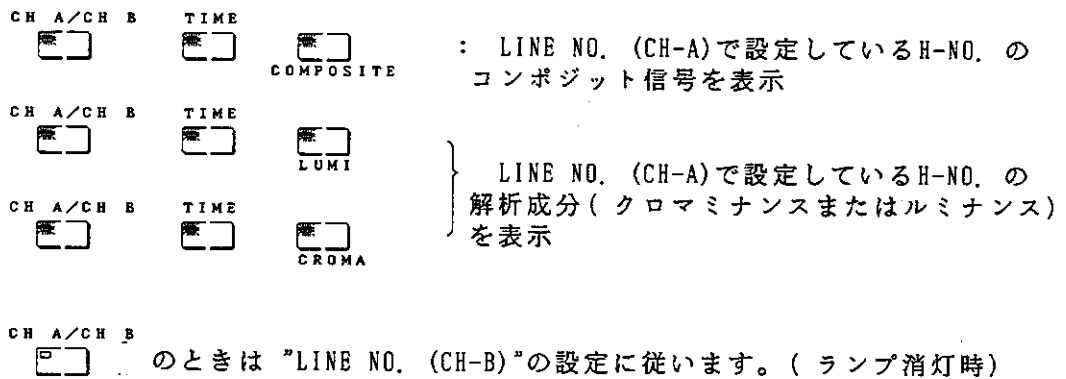 CH A/CH B TIME
: LINE NO. (CH-A)で設定しているH-NO. の
COMPOSITE
コンポジット信号を表示
CH A/CH B TIME
LUMI
LINE NO. (CH-A)で設定しているH-NO. の
CH A/CH B TIME
解析成分( クロマミナンスまたはルミナンス)
を表示
CROMA
CH A/CH B
のときは "LINE NO. (CH-B)"の設定に従います。( ランプ消灯時)